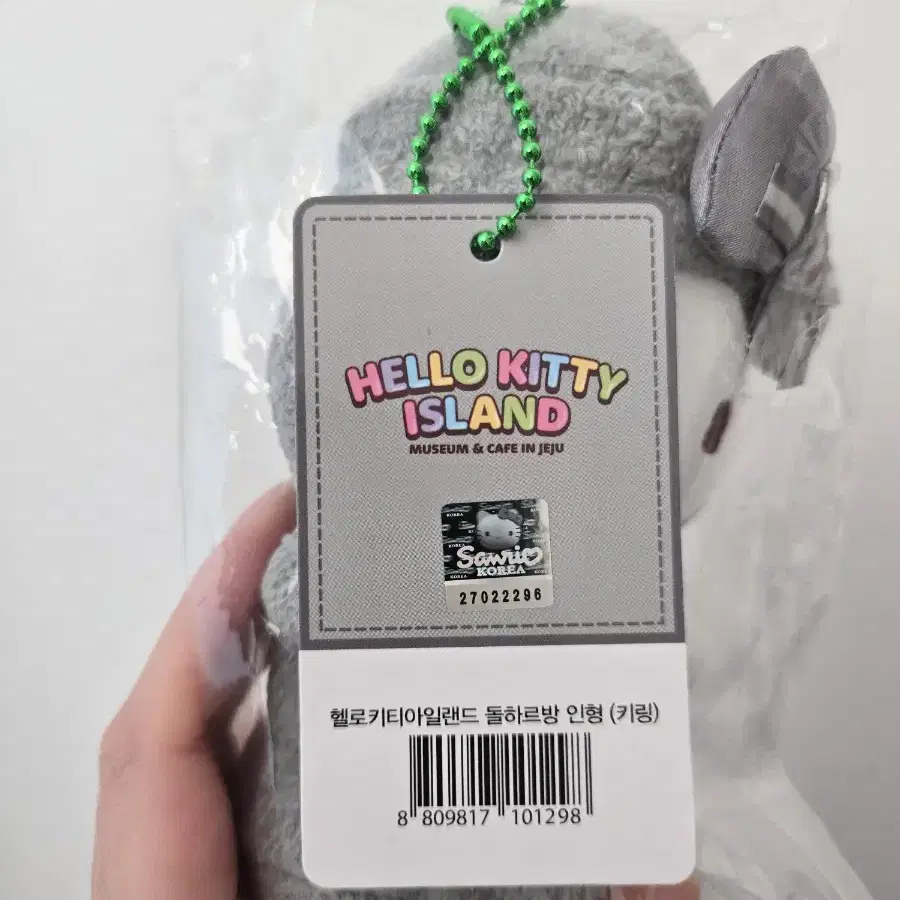 HELLO KITTY
ISLAND
MUSEUM & CAFE IN JEJU
Sanrio
KOREA
27022296
헬로키티아일랜드 돌하르방 인형 (키링)
8 809817 101298